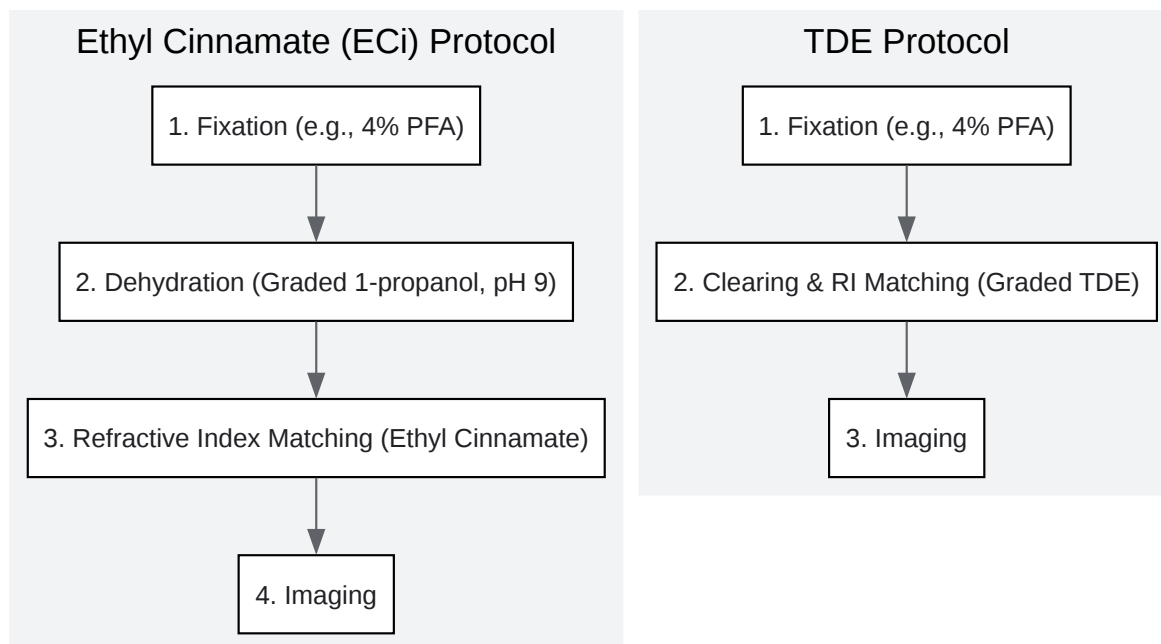 Ethyl Cinnamate (ECi) Protocol
1. Fixation (e.g., 4% PFA)
2. Dehydration (Graded 1-propanol, pH 9)
3. Refractive Index Matching (Ethyl Cinnamate)
4. Imaging
TDE Protocol
1. Fixation (e.g., 4% PFA)
2. Clearing & RI Matching (Graded TDE)
3. Imaging